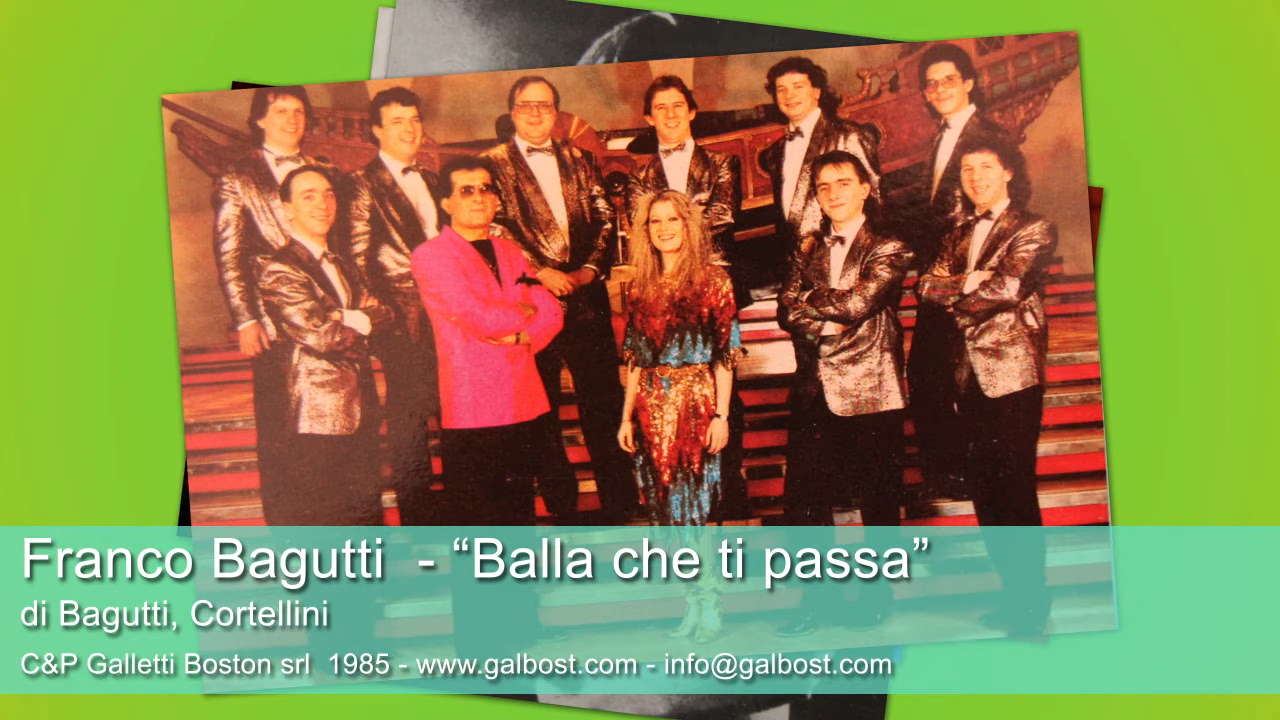 Franco Bagutti - “Balla che ti passa”
di Bagutti, Cortellini
C&P Galletti Boston srl 1985 - www.galbost.com - info@galbost.com